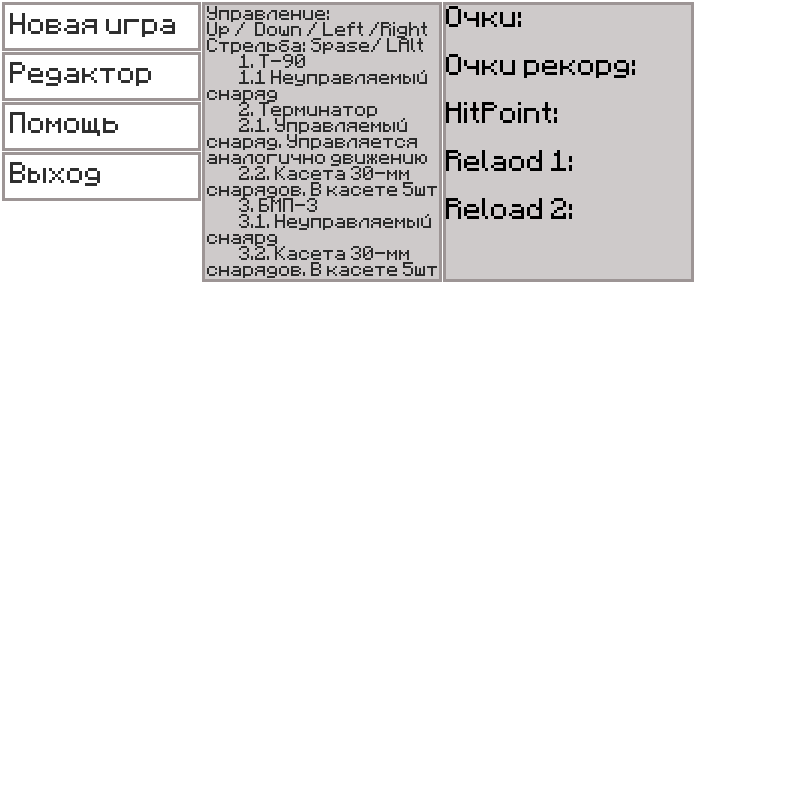 Новая игра
Редактор
Помощь
Выход
Управление:
Up / Down / Left /Right
Стрельба: Spase/ LAlt
1. Т-90
1.1 Неуправляемый
снаряд
2. Терминатор
2.1. Управляемый
снаряд. Управляется
аналогично движению
2.2. Касета 30-мм
снарядов. В касете 5шт
3. БМП-3
3.1. Неуправляемый
снаярд
3.2. Касета 30-мм
снарядов. В касете 5шт
Очки:
Очки рекорд:
HitPoint:
Relaod 1:
Reload 2: